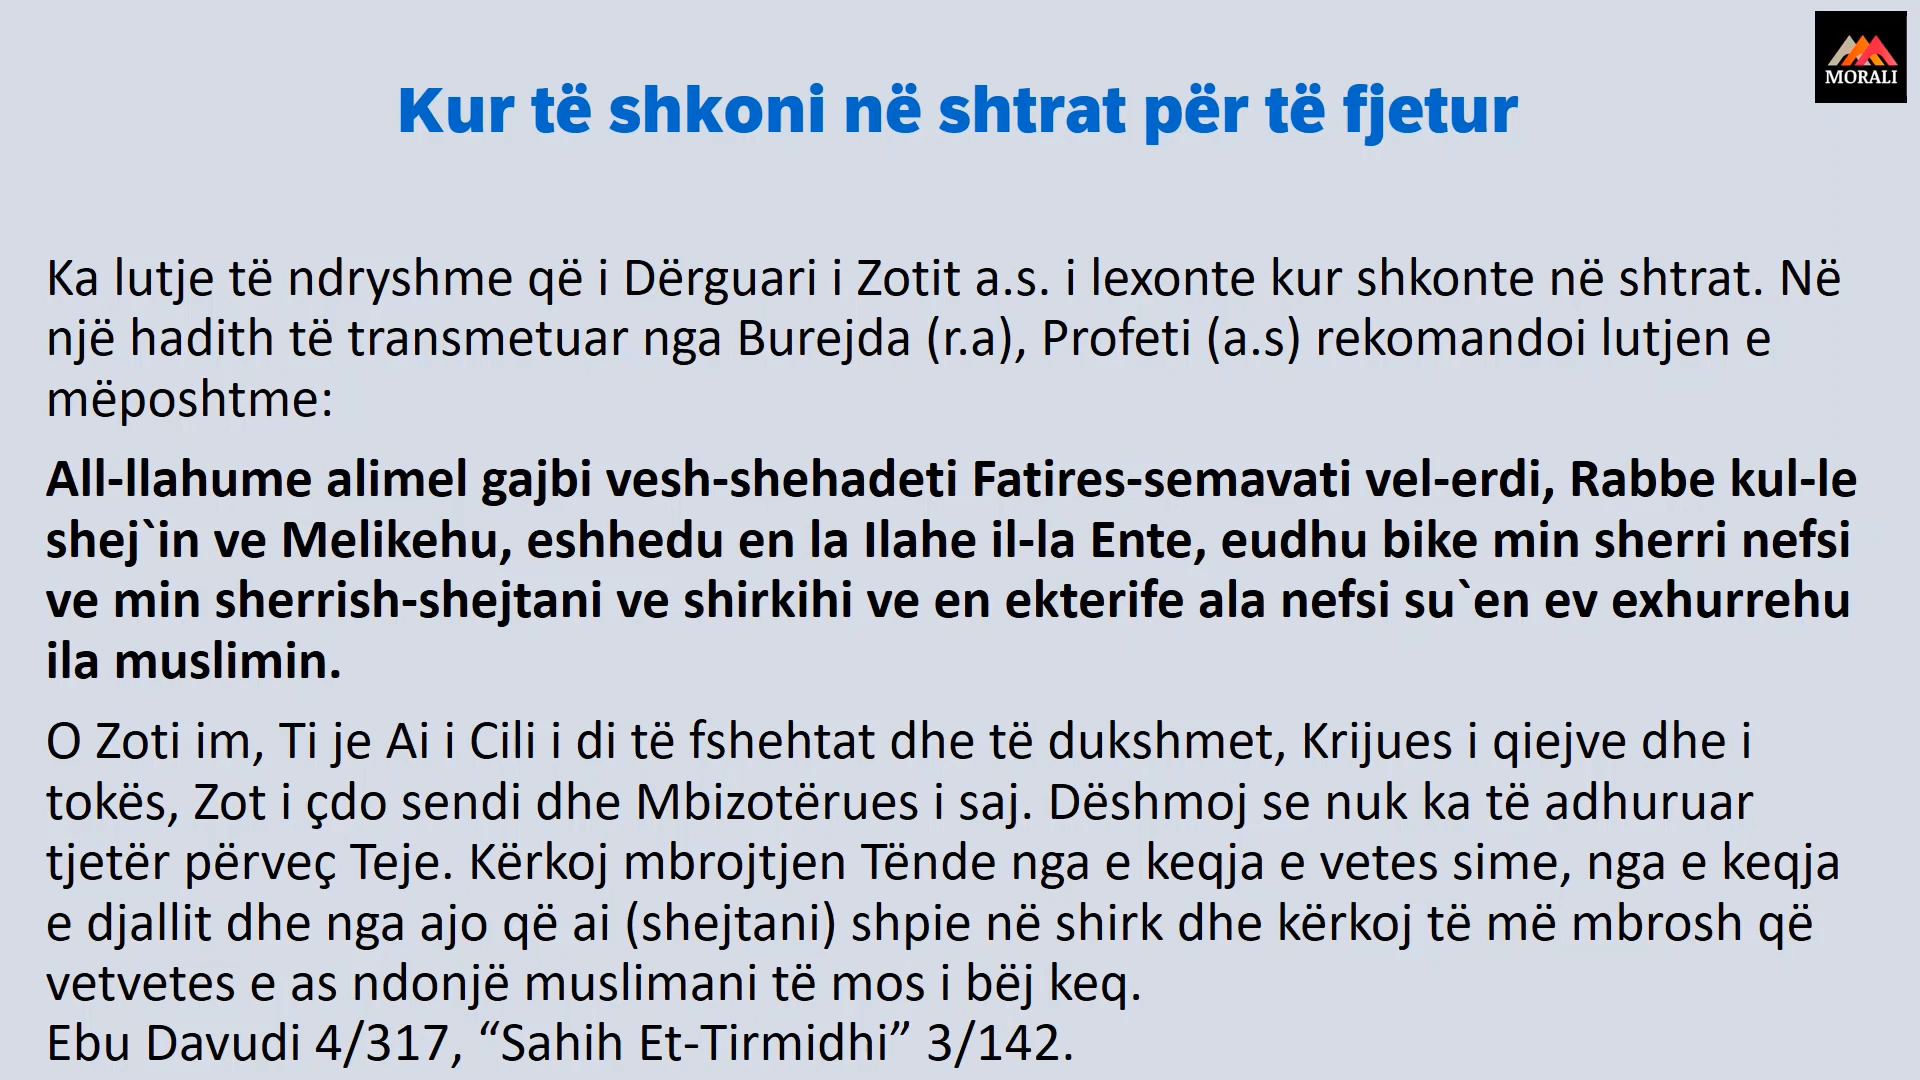 MORALI
Kur të shkoni në shtrat për të fjetur
Ka lutje të ndryshme që i Dërguari i Zotit a.s. i lexonte kur shkonte në shtrat. Në
një hadith të transmetuar nga Burejda (r.a), Profeti (a.s) rekomandoi lutjen e
mëposhtme:
All-llahume alimel gajbi vesh-shehadeti Fatires-semavati vel-erdi, Rabbe kul-le
shej`in ve Melikehu, eshhedu en la Ilahe il-la Ente, eudhu bike min sherri nefsi
ve min sherrish-shejtani ve shirkihi ve en ekterife ala nefsi su`en ev exhurrehu
ila muslimin.
O Zoti im, Ti je Ai i Cili i di të fshehtat dhe të dukshmet, Krijues i qiejve dhe i
tokës, Zot i çdo sendi dhe Mbizotërues i saj. Dëshmoj se nuk ka të adhuruar
tjetër përveç Teje. Kërkoj mbrojtjen Tënde nga e keqja e vetes sime, nga e keqja
e djallit dhe nga ajo që ai (shejtani) shpie në shirk dhe kërkoj të më mbrosh që
vetvetes e as ndonjë muslimani të mos i bëj keq.
Ebu Davudi 4/317, “Sahih Et-Tirmidhi” 3/142.